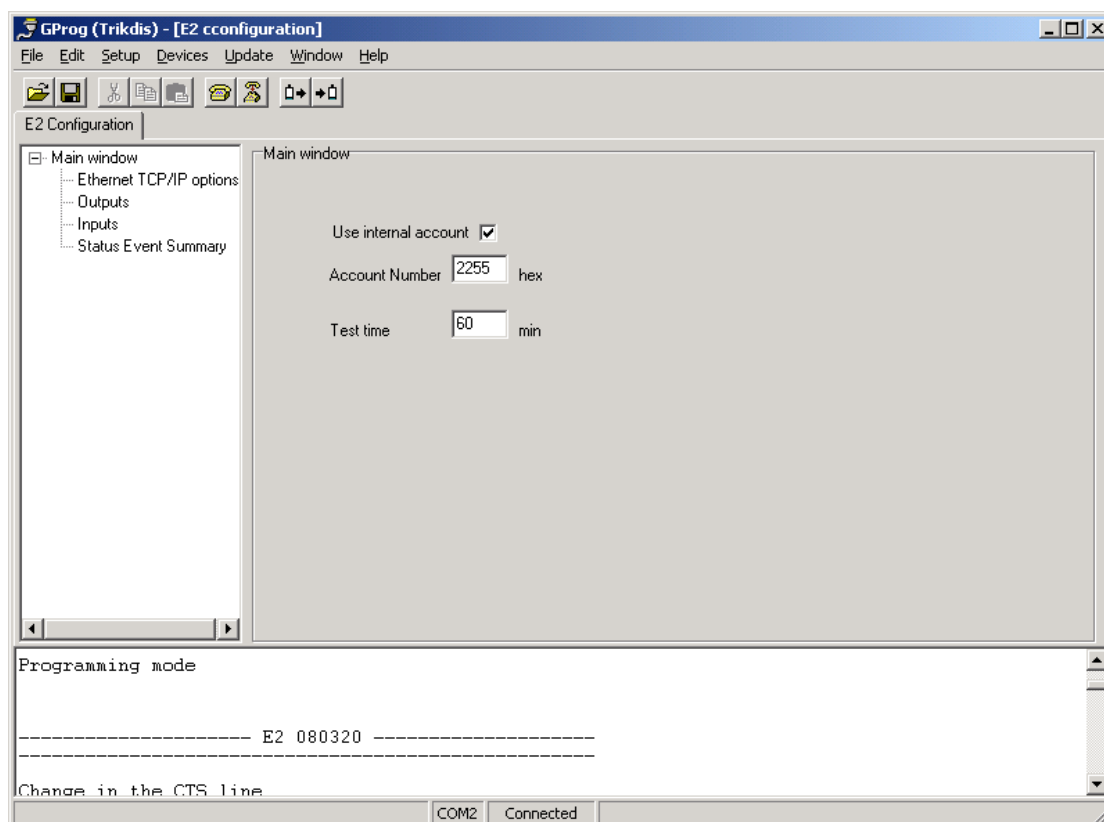 GProg (Trikdis) - [E2 cconfiguration]
File Edit Setup Devices Update Window Help
E2 Configuration
Main window
Ethernet TCP/IP options
Outputs
Inputs
Status Event Summary
Main window
Use internal account
Account Number 2255 hex
Test time 60 min
Programming mode
--------------------- E2 080320 --------------------
----------------------------------------------------
Change in the CTS line
COM2 Connected